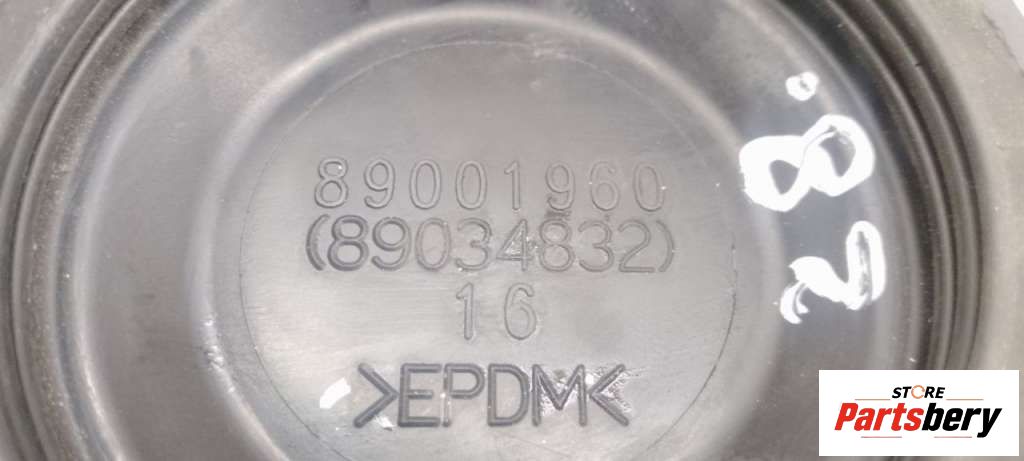 89001960
(89034832)
16
>EPDM<
28.
STORE
Partsbery